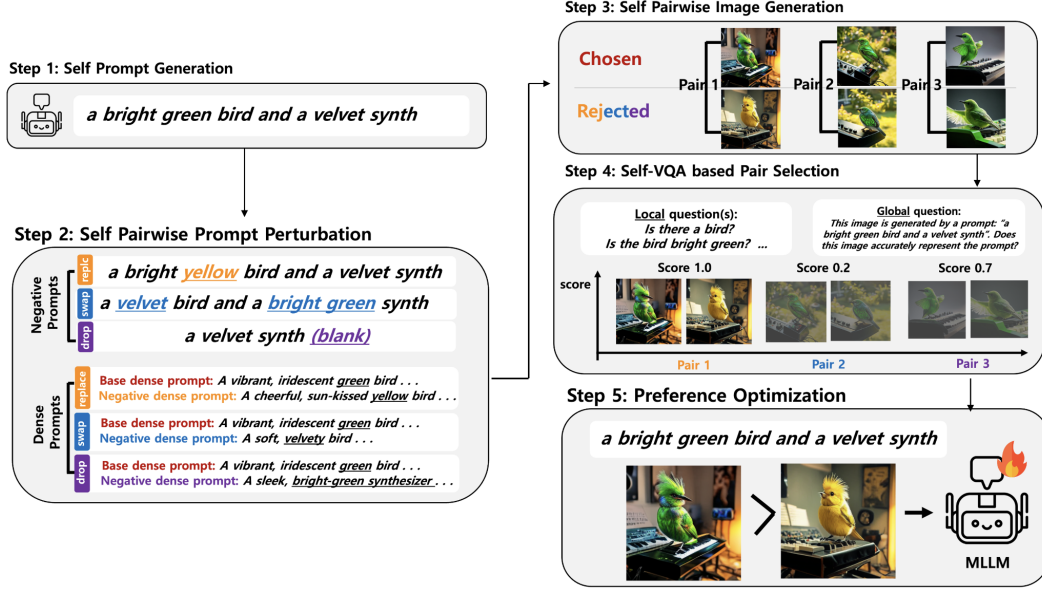 Step 1: Self Prompt Generation
a bright green bird and a velvet synth
Step 2: Self Pairwise Prompt Perturbation
Negative
Prompts
replc
a bright yellow bird and a velvet synth
swap
a velvet bird and a bright green synth
drop
a velvet synth (blank)
Dense
Prompts
replace
Base dense prompt: A vibrant, iridescent green bird . . .
Negative dense prompt: A cheerful, sun-kissed yellow bird . . .
swap
Base dense prompt: A vibrant, iridescent green bird . . .
Negative dense prompt: A soft, velvety bird . . .
drop
Base dense prompt: A vibrant, iridescent green bird . . .
Negative dense prompt: A sleek, bright-green synthesizer . . .
Step 3: Self Pairwise Image Generation
Chosen
Rejected
Pair 1
Pair 2
Pair 3
Step 4: Self-VQA based Pair Selection
Local question(s):
Is there a bird?
Is the bird bright green? ...
Global question:
This image is generated by a prompt: "a
bright green bird and a velvet synth". Does
this image accurately represent the prompt?
score
Score 1.0
Score 0.2
Score 0.7
Pair 1
Pair 2
Pair 3
Step 5: Preference Optimization
a bright green bird and a velvet synth
MLLM